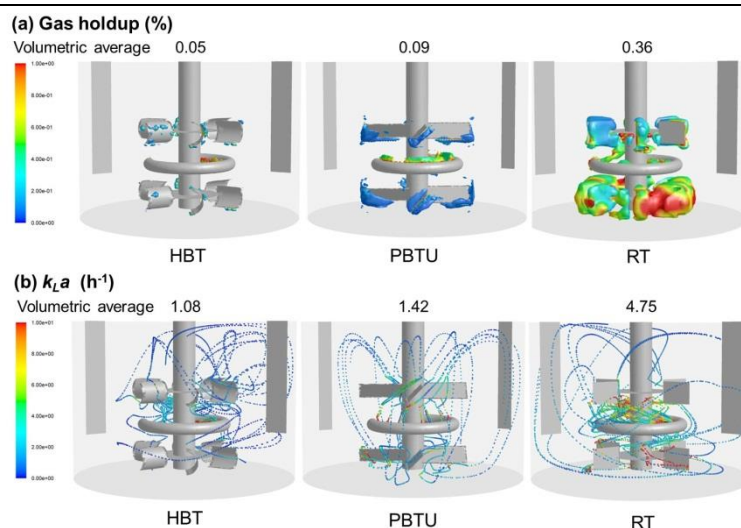 (a) Gas holdup (%)
Volumetric average 0.05 0.09 0.36
1.00e+00
8.00e-01
6.00e-01
4.00e-01
2.00e-01
0.00e+00
HBT PBTU RT
(b) kLa (h-1)
Volumetric average 1.08 1.42 4.75
1.00e+01
8.00e+00
6.00e+00
4.00e+00
2.00e+00
0.00e+00
HBT PBTU RT